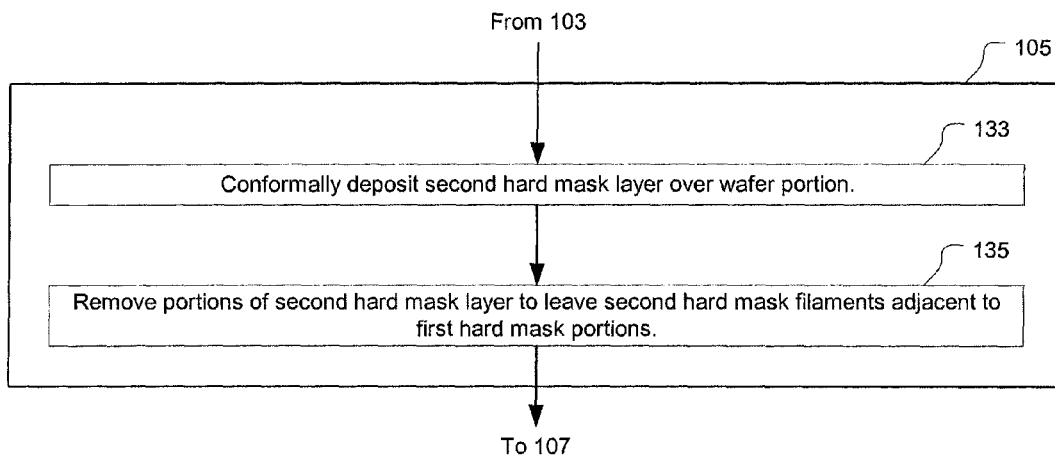 From 103
105
133
Conformally deposit second hard mask layer over wafer portion.
135
Remove portions of second hard mask layer to leave second hard mask filaments adjacent to
first hard mask portions.
To 107